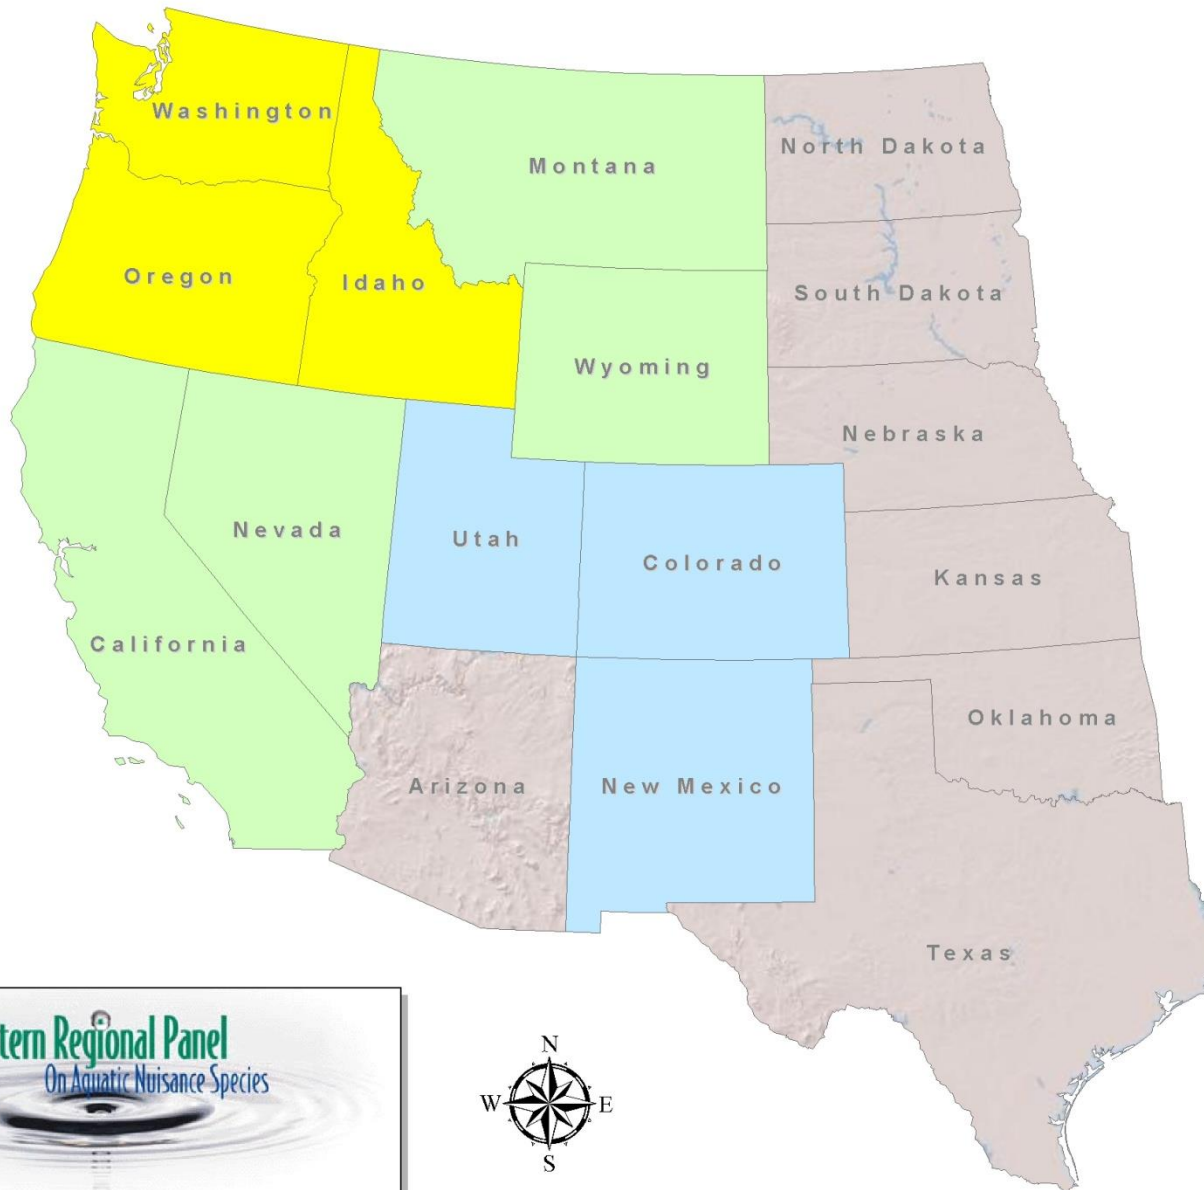 Washington
Montana
North Dakota
Oregon
Idaho
South Dakota
Wyoming
Nebraska
Nevada
Utah
Colorado
Kansas
California
Oklahoma
Arizona
New Mexico
Texas
tern Regional Panel
On Aquatic Nuisance Species
N
W E
S